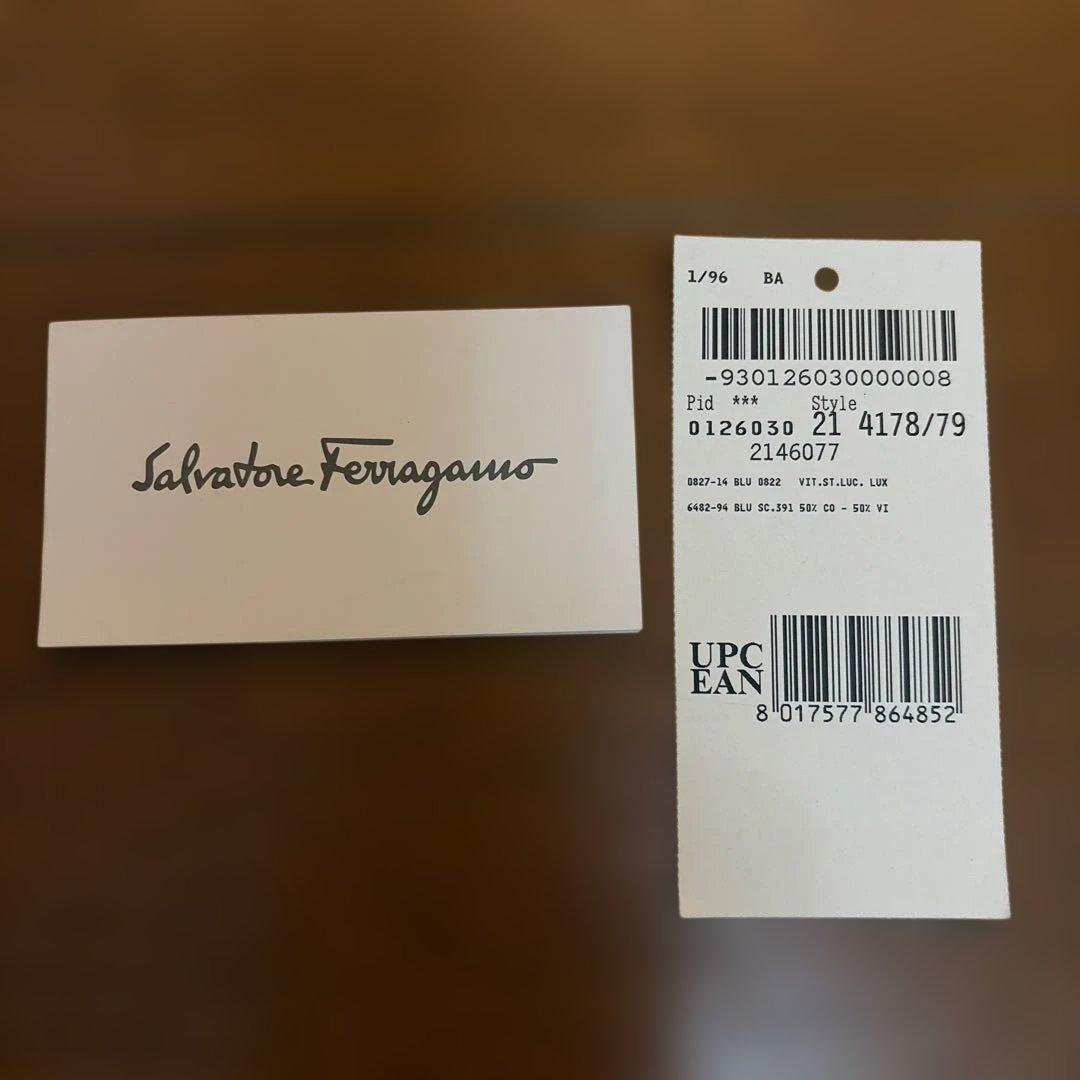 Salvatore Ferragamo
1/96 BA
-930126030000008
Pid *** Style
0126030 21 4178/79
2146077
0827-14 BLU 0822 VIT.ST.LUC. LUX
6482-94 BLU SC.391 50% CO - 50% VI
UPC
EAN
8 017577 864852